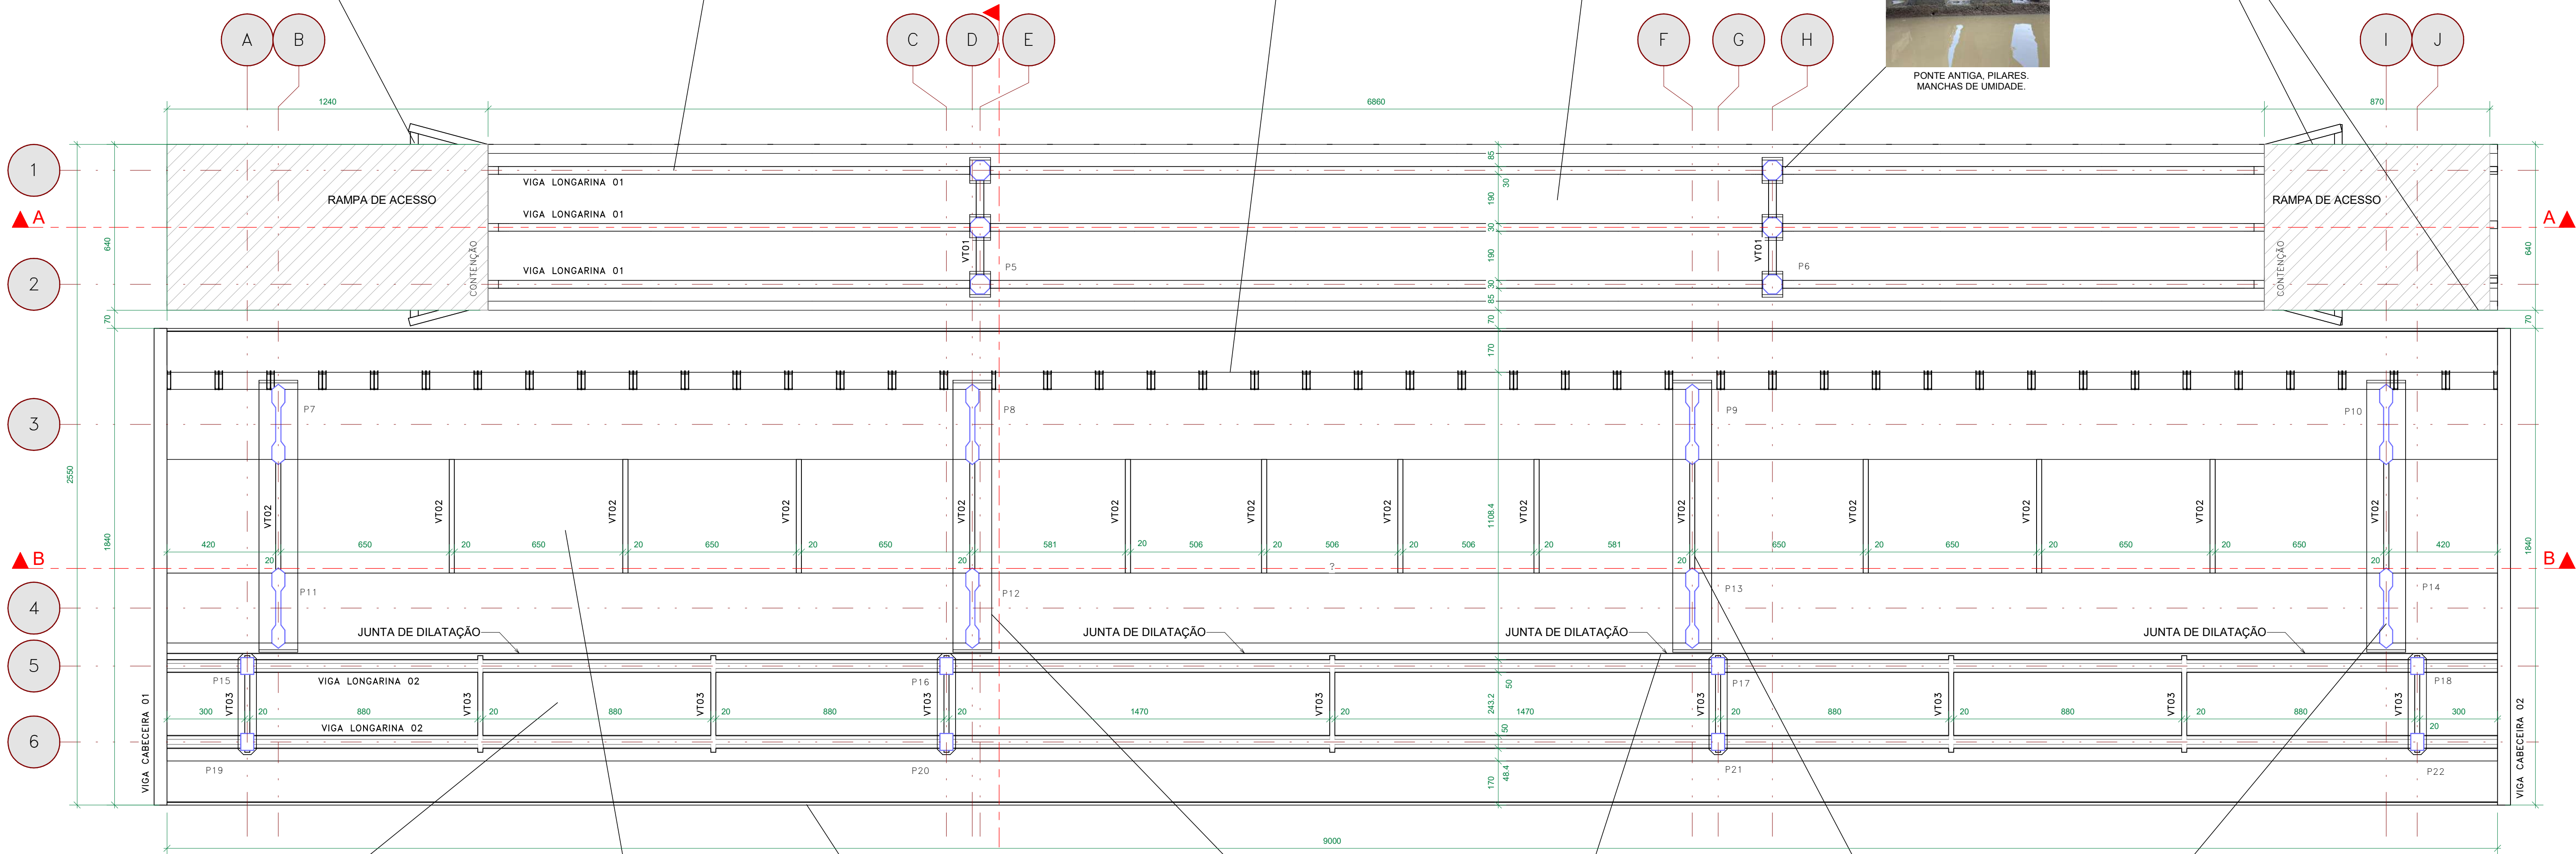 A B C D E F G H I J
PONTE ANTIGA, PILARES.
MANCHAS DE UMIDADE.
1240 6860 870
1
2
3
4
5
6
A A
B B
RAMPA DE ACESSO
CONTENÇÃO
VIGA LONGARINA 01
VIGA LONGARINA 01
VIGA LONGARINA 01
VT01 P5
VT01 P6
85
30
190
30
190
30
85
70
RAMPA DE ACESSO
CONTENÇÃO
640
70
1840
2550
640
70
1840
170
1108.4
P7 P8 P9 P10
VT02 VT02 VT02 VT02 VT02 VT02 VT02 VT02 VT02 VT02 VT02 VT02 VT02 VT02
420 650 20 650 20 650 20 650 581 20 506 20 506 20 506 20 581 650 20 650 20 650 20 650 420
20 20 20 20
?
P11 P12 P13 P14
JUNTA DE DILATAÇÃO JUNTA DE DILATAÇÃO JUNTA DE DILATAÇÃO JUNTA DE DILATAÇÃO
P15 P16 P17 P18
VIGA LONGARINA 02
VT03 VT03 VT03 VT03 VT03 VT03 VT03 VT03 VT03
50
243.2
50
300 20 880 20 880 20 880 20 1470 20 1470 20 880 20 880 20 880 300
20
VIGA LONGARINA 02
P19 P20 P21 P22
48.4
170
VIGA CABECEIRA 01
VIGA CABECEIRA 02
9000